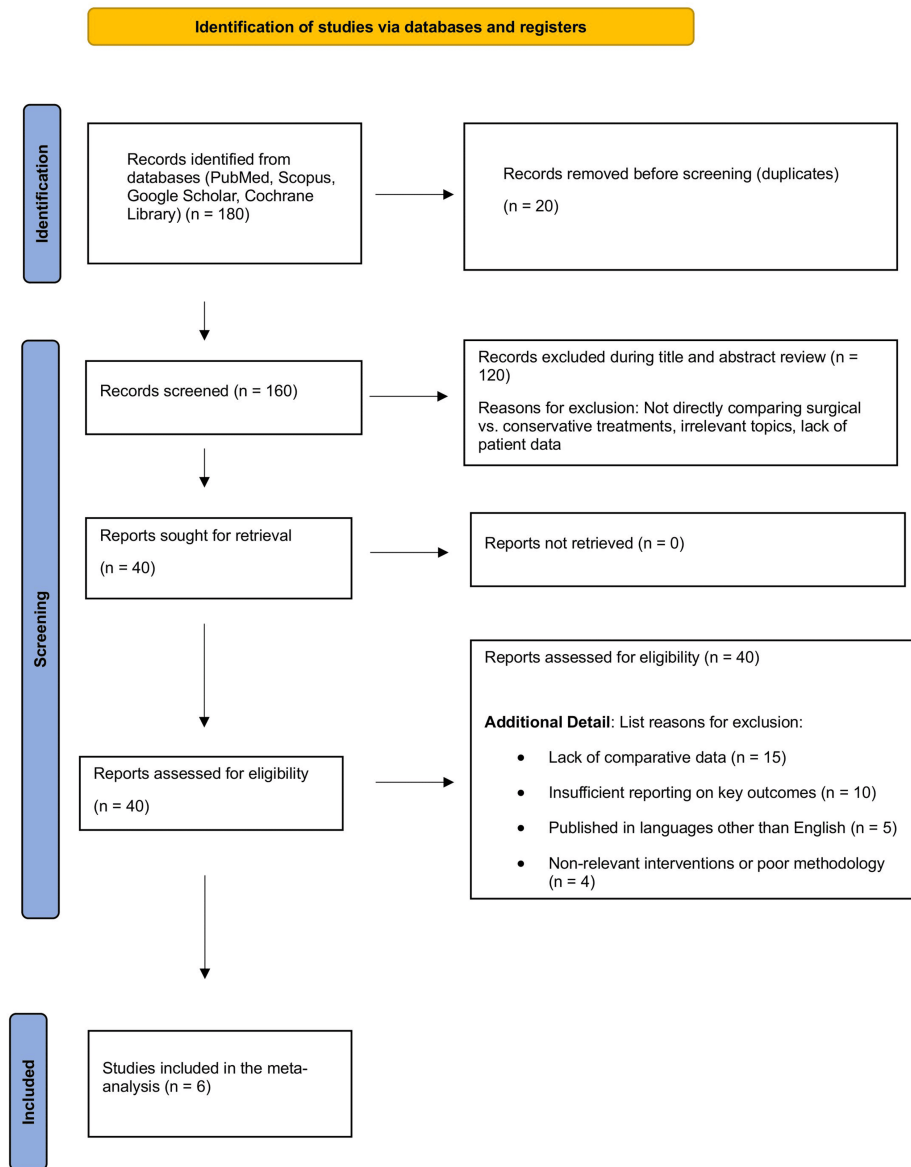 Identification of studies via databases and registers
Identification
Records identified from
databases (PubMed, Scopus,
Google Scholar, Cochrane
Library) (n = 180)
Records removed before screening (duplicates)
(n = 20)
Screening
Records screened (n = 160)
Records excluded during title and abstract review (n =
120)
Reasons for exclusion: Not directly comparing surgical
vs. conservative treatments, irrelevant topics, lack of
patient data
Reports sought for retrieval
(n = 40)
Reports not retrieved (n = 0)
Reports assessed for eligibility
(n = 40)
Reports assessed for eligibility (n = 40)
Additional Detail: List reasons for exclusion:
• Lack of comparative data (n = 15)
• Insufficient reporting on key outcomes (n = 10)
• Published in languages other than English (n = 5)
• Non-relevant interventions or poor methodology
(n = 4)
Included
Studies included in the meta-
analysis (n = 6)